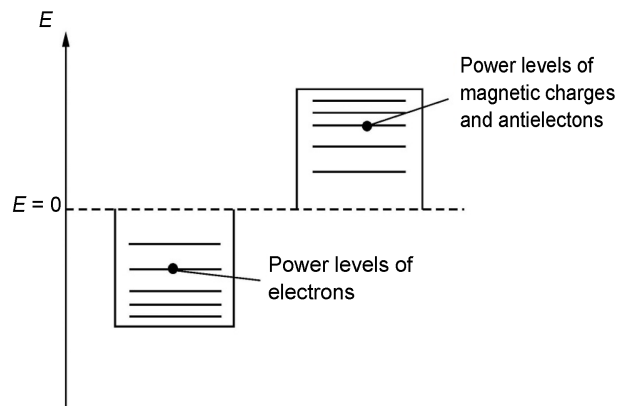 E
Power levels of
magnetic charges
and antielectons
E = 0
Power levels of
electrons